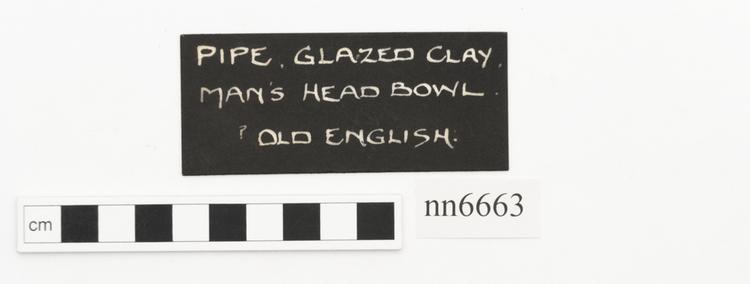 PIPE, GLAZED CLAY,
MAN'S HEAD BOWL.
? OLD ENGLISH.
cm
nn6663